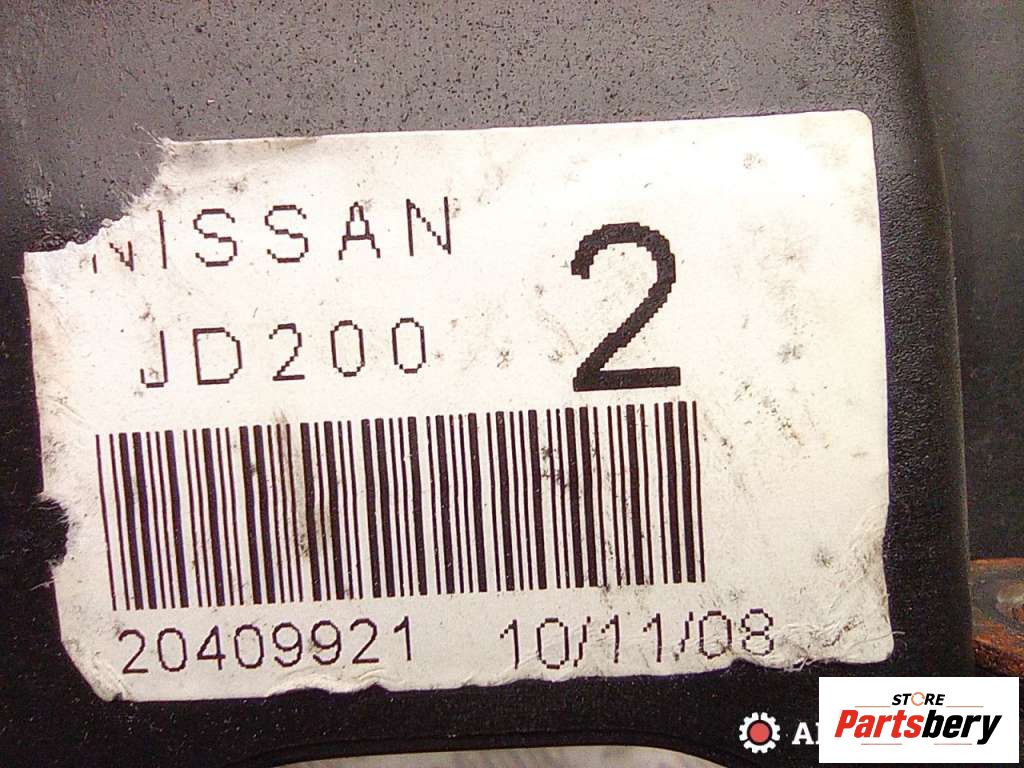 NISSAN
2
JD200
20409921 10/11/08
STORE
Partsbery